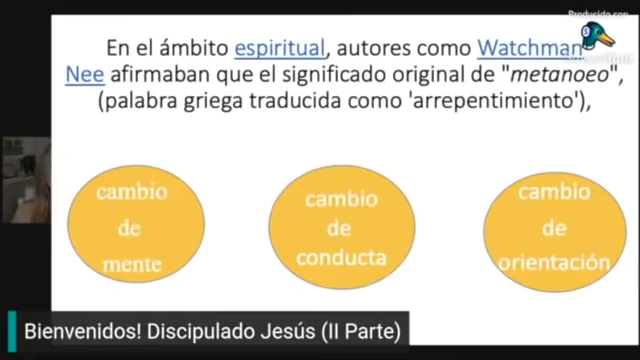 Producido con
En el ámbito espiritual, autores como Watchman
Nee afirmaban que el significado original de "metanoeo",
(palabra griega traducida como 'arrepentimiento'),
cambio
de
mente
cambio
de
conducta
cambio
de
orientación
Bienvenidos! Discipulado Jesús (II Parte)